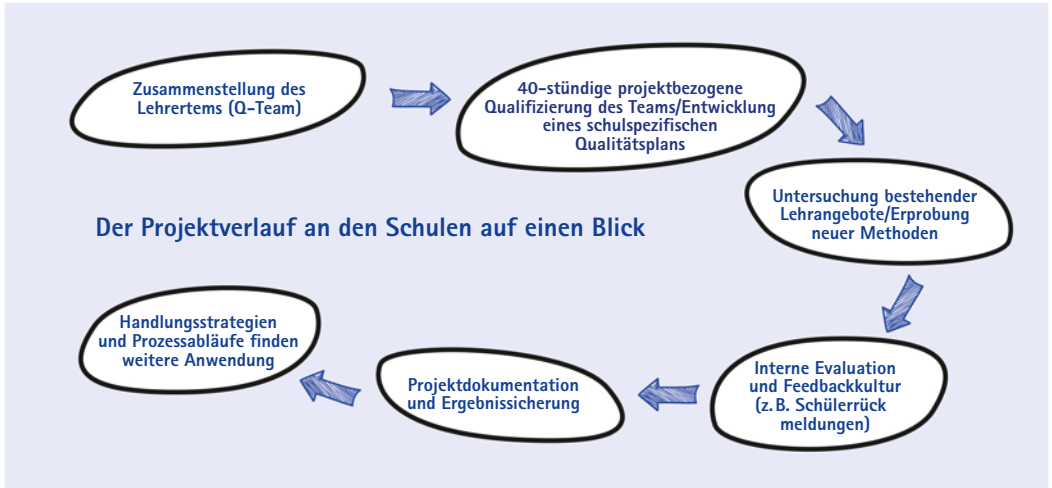 Zusammenstellung des
Lehrertems (Q-Team)
40-stündige projektbezogene
Qualifizierung des Teams/Entwicklung
eines schulspezifischen
Qualitätsplans
Untersuchung bestehender
Lehrangebote/Erprobung
neuer Methoden
Der Projektverlauf an den Schulen auf einen Blick
Interne Evaluation
und Feedbackkultur
(z. B. Schülerrück
meldungen)
Projektdokumentation
und Ergebnissicherung
Handlungsstrategien
und Prozessabläufe finden
weitere Anwendung